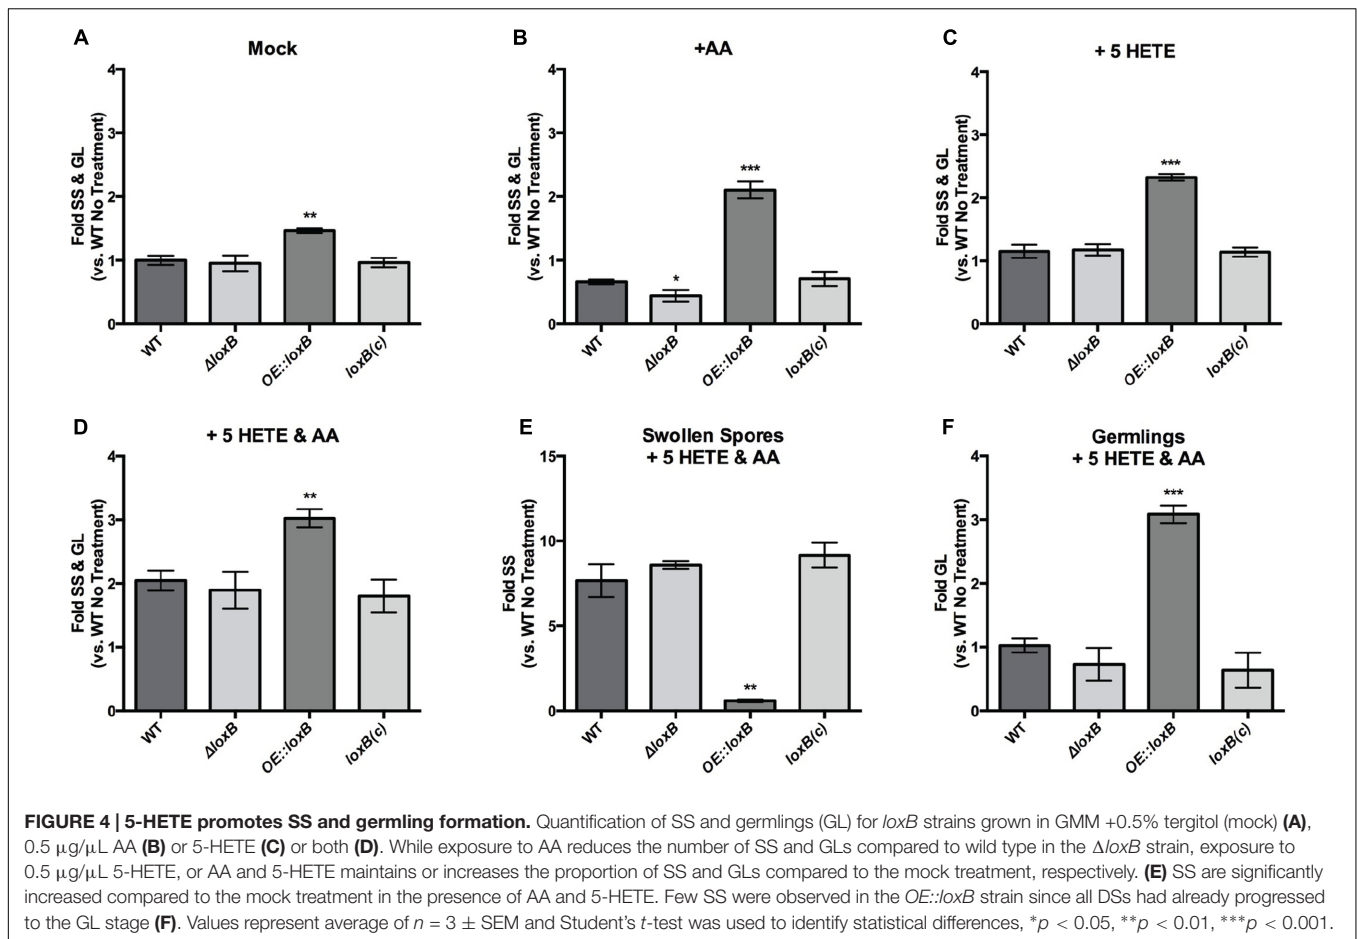 A
Mock
Fold SS & GL
(vs. WT No Treatment)
4
3
2
1
0
**
WT
ΔloxB
OE::loxB
loxB(c)
B
+AA
Fold SS & GL
(vs. WT No Treatment)
4
3
2
1
0
*
***
WT
ΔloxB
OE::loxB
loxB(c)
C
+ 5 HETE
Fold SS & GL
(vs. WT No Treatment)
4
3
2
1
0
***
WT
ΔloxB
OE::loxB
loxB(c)
D
+ 5 HETE & AA
Fold SS & GL
(vs. WT No Treatment)
4
3
2
1
0
**
WT
ΔloxB
OE::loxB
loxB(c)
E
Swollen Spores
+ 5 HETE & AA
Fold SS
(vs. WT No Treatment)
15
10
5
0
**
WT
ΔloxB
OE::loxB
loxB(c)
F
Germlings
+ 5 HETE & AA
Fold GL
(vs. WT No Treatment)
4
3
2
1
0
***
WT
ΔloxB
OE::loxB
loxB(c)
FIGURE 4 | 5-HETE promotes SS and germling formation. Quantification of SS and germlings (GL) for loxB strains grown in GMM +0.5% tergitol (mock) (A),
0.5 μg/μL AA (B) or 5-HETE (C) or both (D). While exposure to AA reduces the number of SS and GLs compared to wild type in the ΔloxB strain, exposure to
0.5 μg/μL 5-HETE, or AA and 5-HETE maintains or increases the proportion of SS and GLs compared to the mock treatment, respectively. (E) SS are significantly
increased compared to the mock treatment in the presence of AA and 5-HETE. Few SS were observed in the OE::loxB strain since all DSs had already progressed
to the GL stage (F). Values represent average of n = 3 ± SEM and Student's t-test was used to identify statistical differences, *p < 0.05, **p < 0.01, ***p < 0.001.